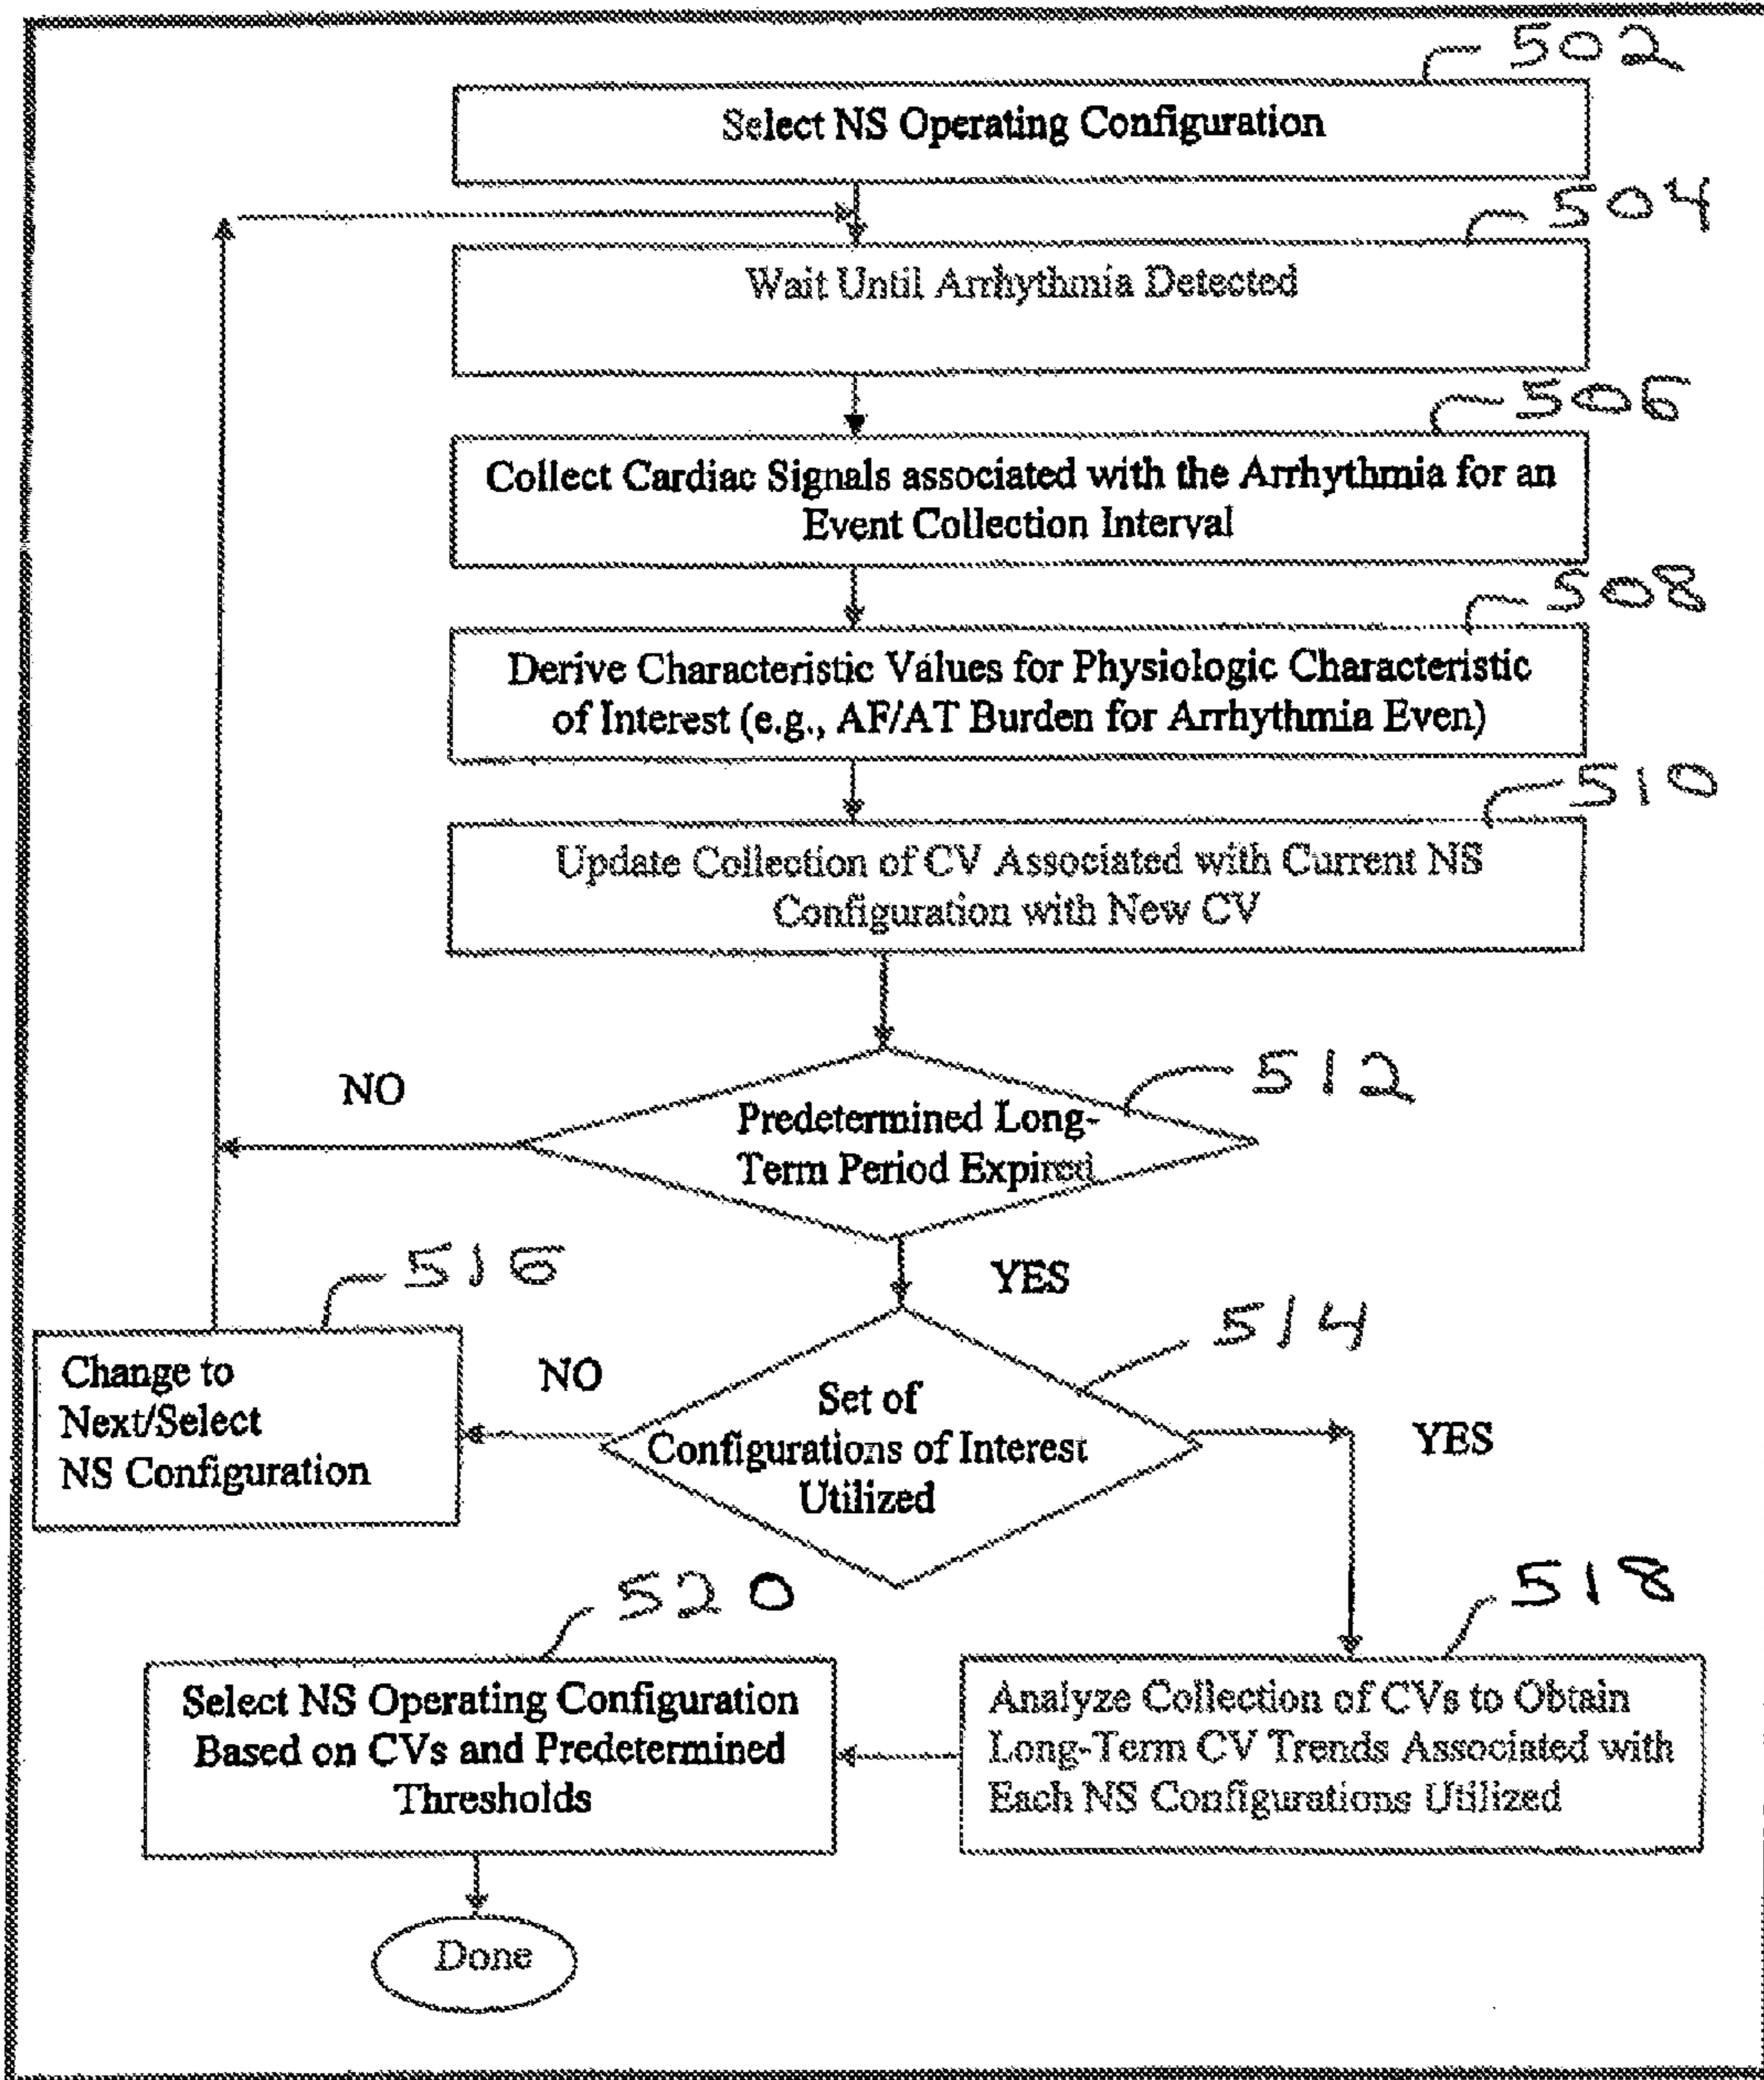 502
Select NS Operating Configuration
504
Wait Until Arrhythmia Detected
506
Collect Cardiac Signals associated with the Arrhythmia for an
Event Collection Interval
508
Derive Characteristic Values for Physiologic Characteristic
of Interest (e.g., AF/AT Burden for Arrhythmia Even)
510
Update Collection of CV Associated with Current NS
Configuration with New CV
512
NO
Predetermined Long-
Term Period Expired
516
YES
514
Change to
Next/Select
NS Configuration
NO
Set of
Configurations of Interest
Utilized
YES
520
518
Select NS Operating Configuration
Based on CVs and Predetermined
Thresholds
Analyze Collection of CVs to Obtain
Long-Term CV Trends Associated with
Each NS Configurations Utilized
Done